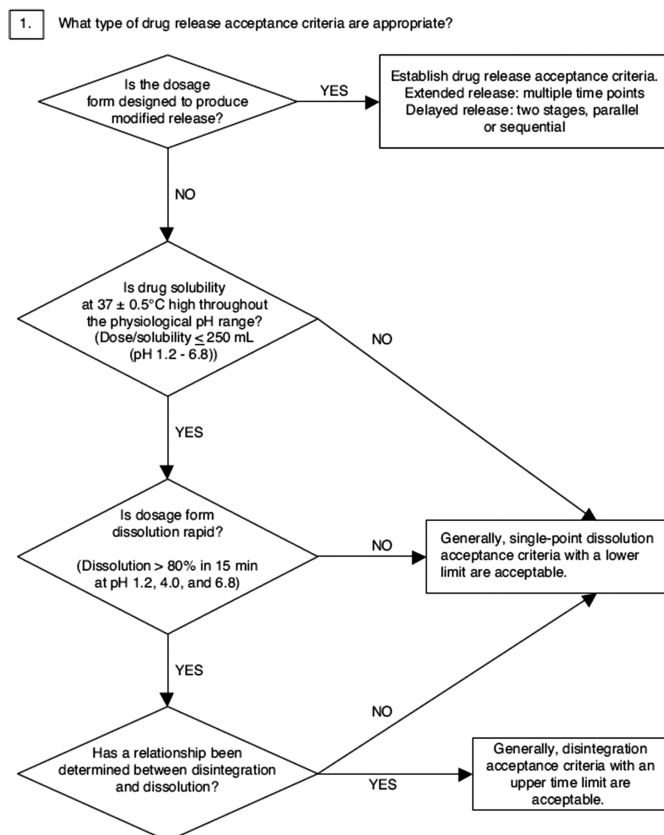 1.
What type of drug release acceptance criteria are appropriate?
Is the dosage
form designed to produce
modified release?
YES
Establish drug release acceptance criteria.
Extended release: multiple time points
Delayed release: two stages, parallel
or sequential
NO
Is drug solubility
at 37 ± 0.5°C high throughout
the physiological pH range?
(Dose/solubility ≤ 250 mL
(pH 1.2 - 6.8))
NO
YES
Is dosage form
dissolution rapid?
(Dissolution > 80% in 15 min
at pH 1.2, 4.0, and 6.8)
NO
Generally, single-point dissolution
acceptance criteria with a lower
limit are acceptable.
YES
Has a relationship been
determined between disintegration
and dissolution?
NO
YES
Generally, disintegration
acceptance criteria with an
upper time limit are
acceptable.